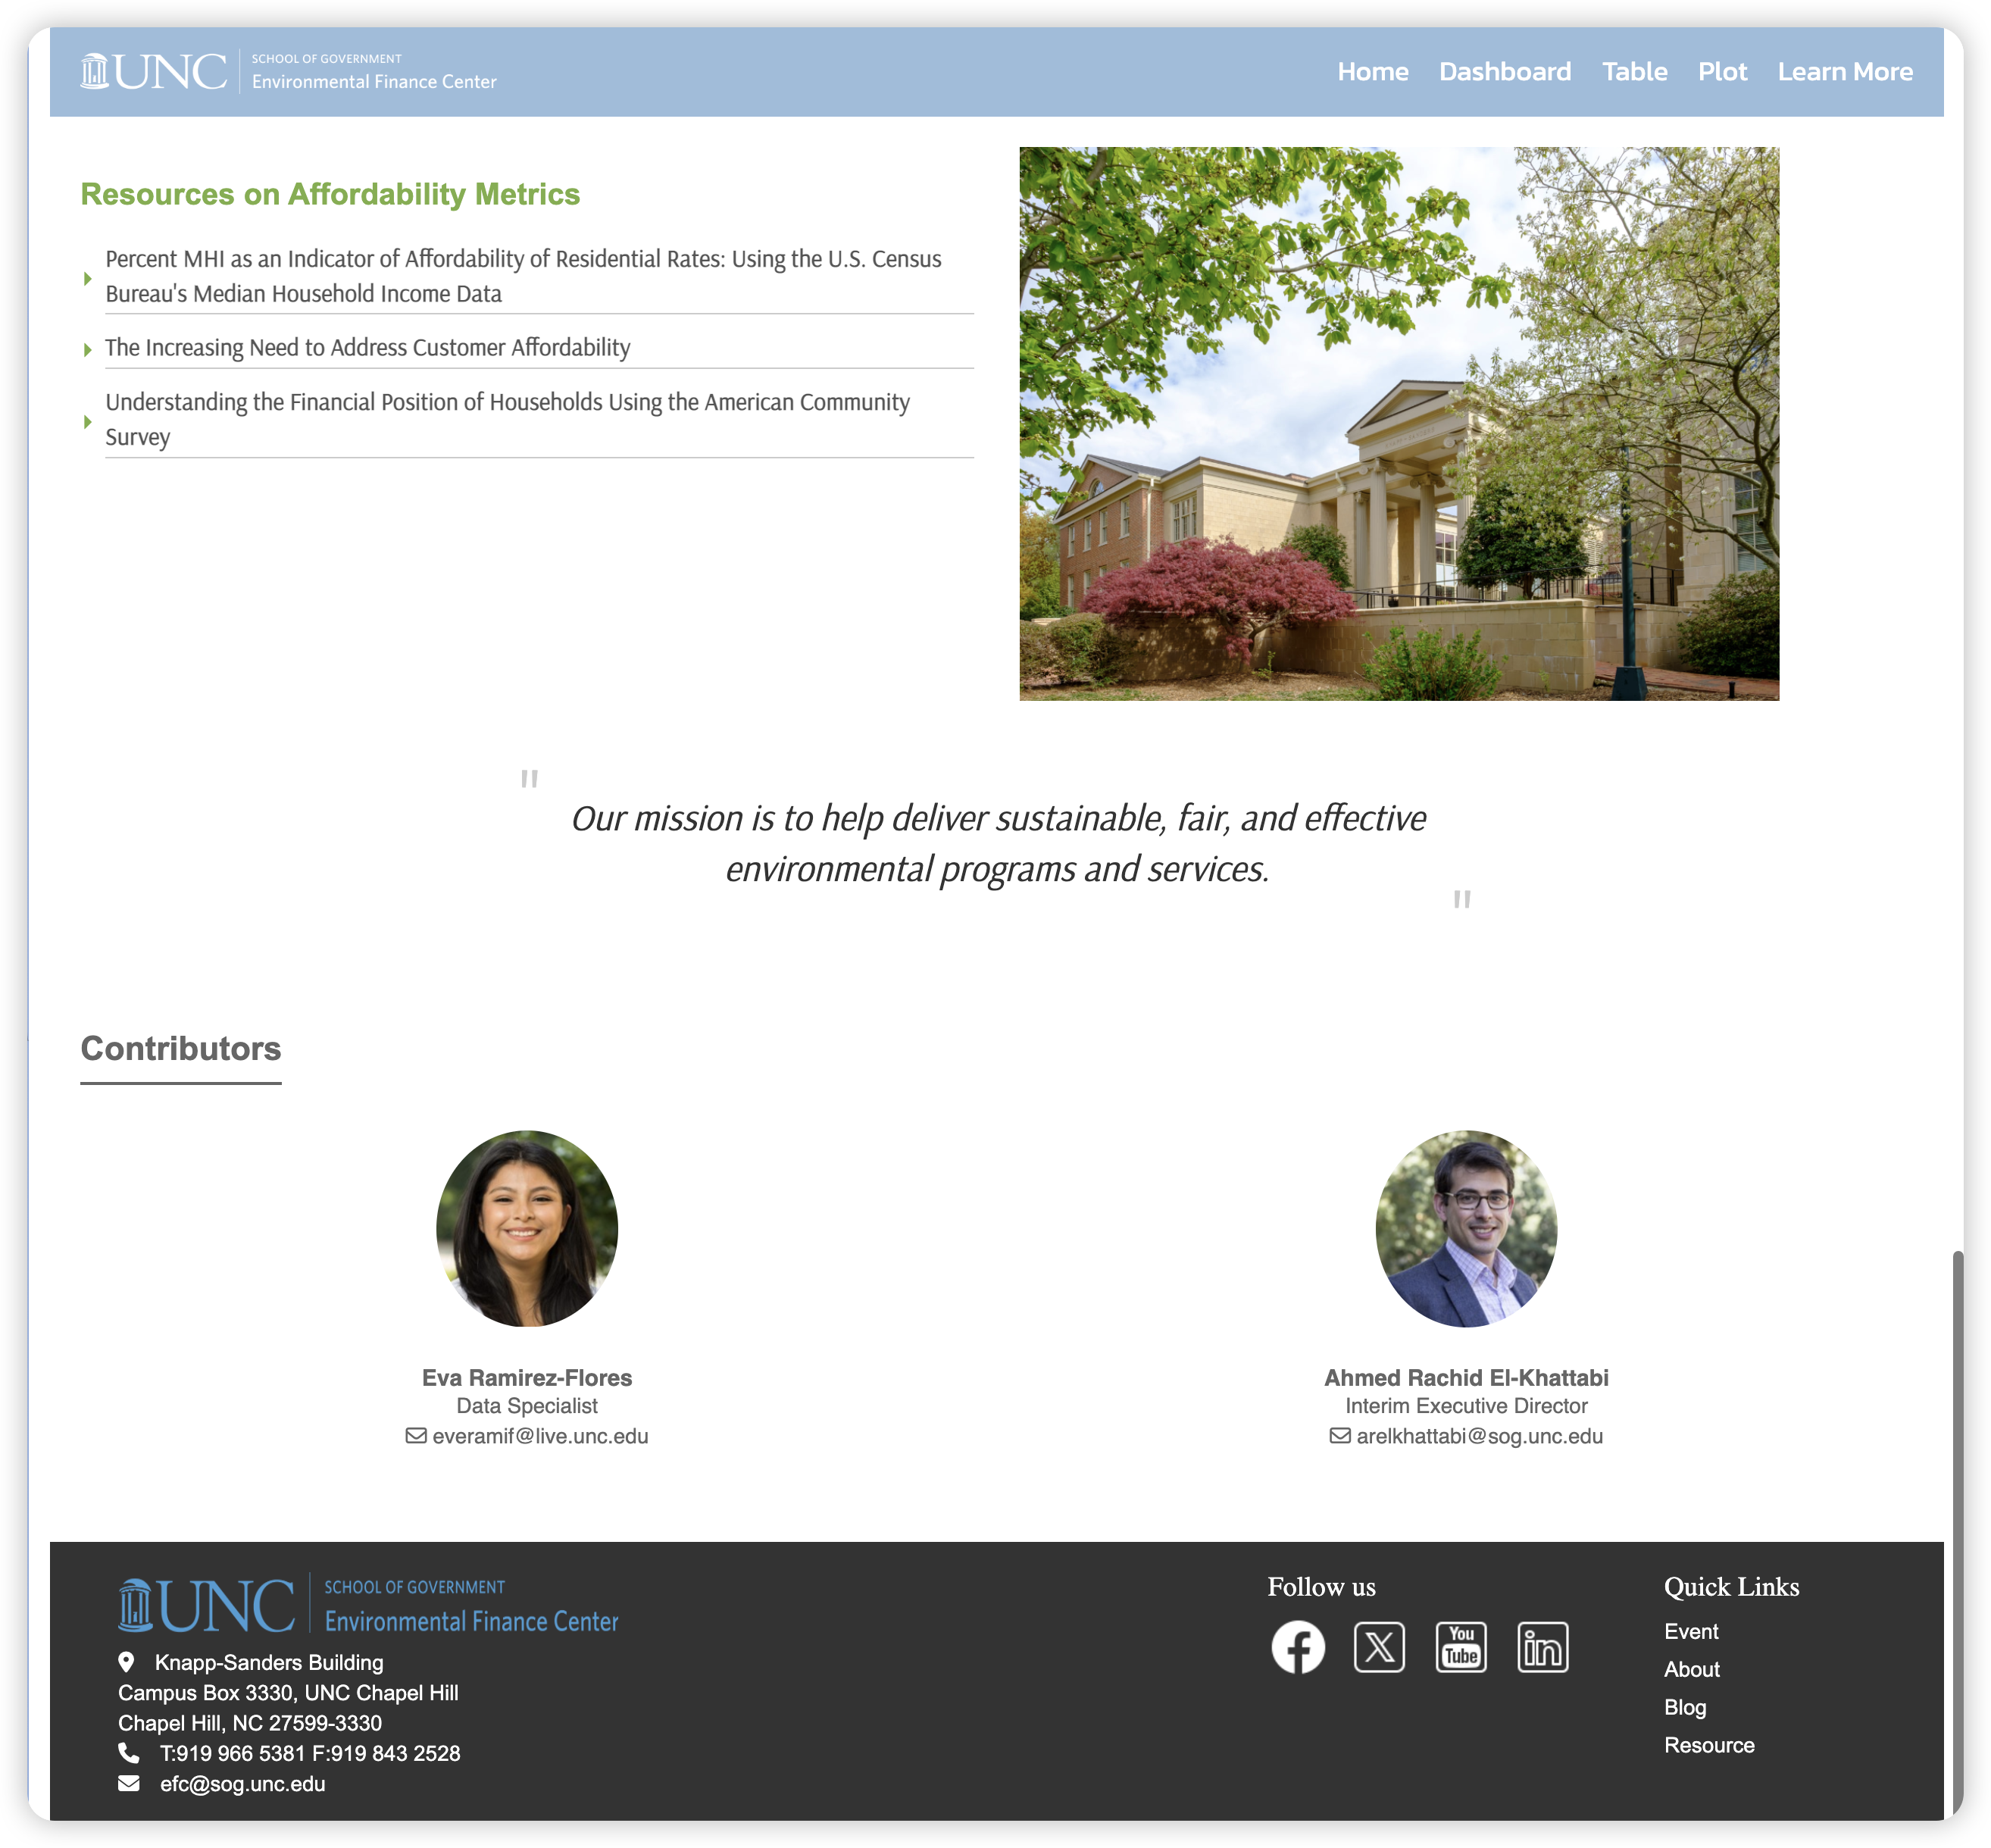 UNC
SCHOOL OF GOVERNMENT
Environmental Finance Center
Home Dashboard Table Plot Learn More
Resources on Affordability Metrics
Percent MHI as an Indicator of Affordability of Residential Rates: Using the U.S. Census
Bureau's Median Household Income Data
The Increasing Need to Address Customer Affordability
Understanding the Financial Position of Households Using the American Community
Survey
"
Our mission is to help deliver sustainable, fair, and effective
environmental programs and services.
"
Contributors
Eva Ramirez-Flores
Data Specialist
everamif@live.unc.edu
Ahmed Rachid El-Khattabi
Interim Executive Director
arelkhattabi@sog.unc.edu
UNC
SCHOOL OF GOVERNMENT
Environmental Finance Center
Knapp-Sanders Building
Campus Box 3330, UNC Chapel Hill
Chapel Hill, NC 27599-3330
T:919 966 5381 F:919 843 2528
efc@sog.unc.edu
Follow us
f X You Tube in
Quick Links
Event
About
Blog
Resource